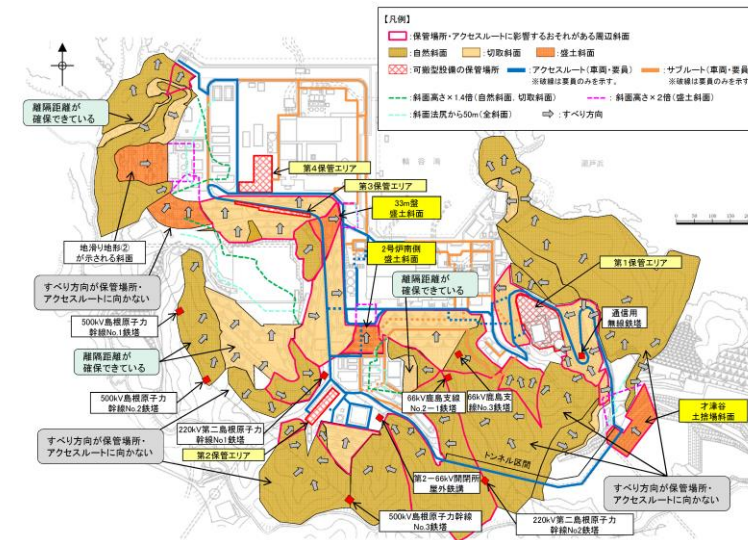 【凡例】
:保管場所・アクセスルートに影響するおそれがある周辺斜面
:自然斜面
:切取斜面
:盛土斜面
:可搬型設備の保管場所
:アクセスルート(車両・要員)
※破線は要員のみを示す。
:サブルート(車両・要員)
※破線は要員のみを示す
:斜面高さ×1.4倍(自然斜面、切取斜面)
:斜面高さ×2倍(盛土斜面)
:斜面法尻から50m(全斜面)
:すべり方向
離隔距離が
確保できている
第4保管エリア
第3保管エリア
33m盤
盛土斜面
地滑り地形②
が示される斜面
2号炉南側
盛土斜面
離隔距離が
確保できている
第1保管エリア
通信用
無線鉄塔
すべり方向が保管場所・
アクセスルートに向かない
500kV島根原子力
幹線No.1鉄塔
離隔距離が
確保できている
500kV島根原子力
幹線No.2鉄塔
66kV鹿島支線
No.2-1鉄塔
66kV鹿島支
線No.3鉄塔
220kV第二島根原子力
幹線No1鉄塔
才津谷
土捨場斜面
すべり方向が保管場所・
アクセスルートに向かない
第2保管エリア
第2-66kV開閉所
屋外鉄構
トンネル区間
すべり方向が保管場所・
アクセスルートに向かない
500kV島根原子力幹線
No.3鉄塔
220kV第二島根原子力
幹線No2鉄塔